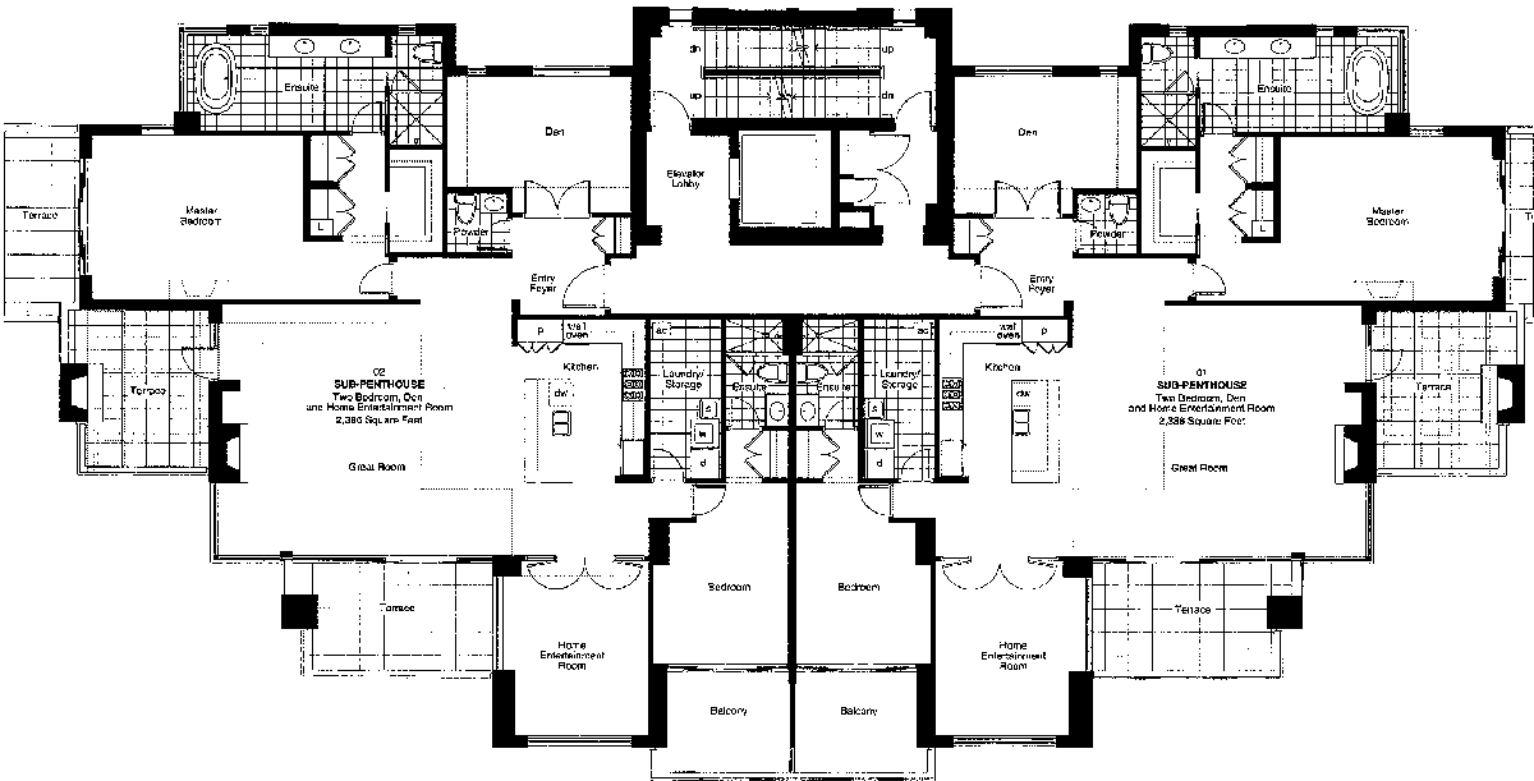 dn
up
up
dn
Ensuite
Ensuite
Den
Den
Elevator
Lobby
Terrace
Master
Bedroom
L
Powder
Powder
L
Master
Bedroom
T
Entry
Foyer
Entry
Foyer
p
wall
oven
ac
ac
wall
oven
p
Kitchen
Laundry/
Storage
Ensuite
Ensuite
Laundry/
Storage
Kitchen
Terrace
02
SUB-PENTHOUSE
Two Bedroom, Den
and Home Entertainment Room
2,386 Square Feet
Great Room
dw
s
w
d
s
w
d
dw
01
SUB-PENTHOUSE
Two Bedroom, Den
and Home Entertainment Room
2,386 Square Feet
Great Room
Terrace
Terrace
Bedroom
Bedroom
Terrace
Home
Entertainment
Room
Home
Entertainment
Room
Balcony
Balcony